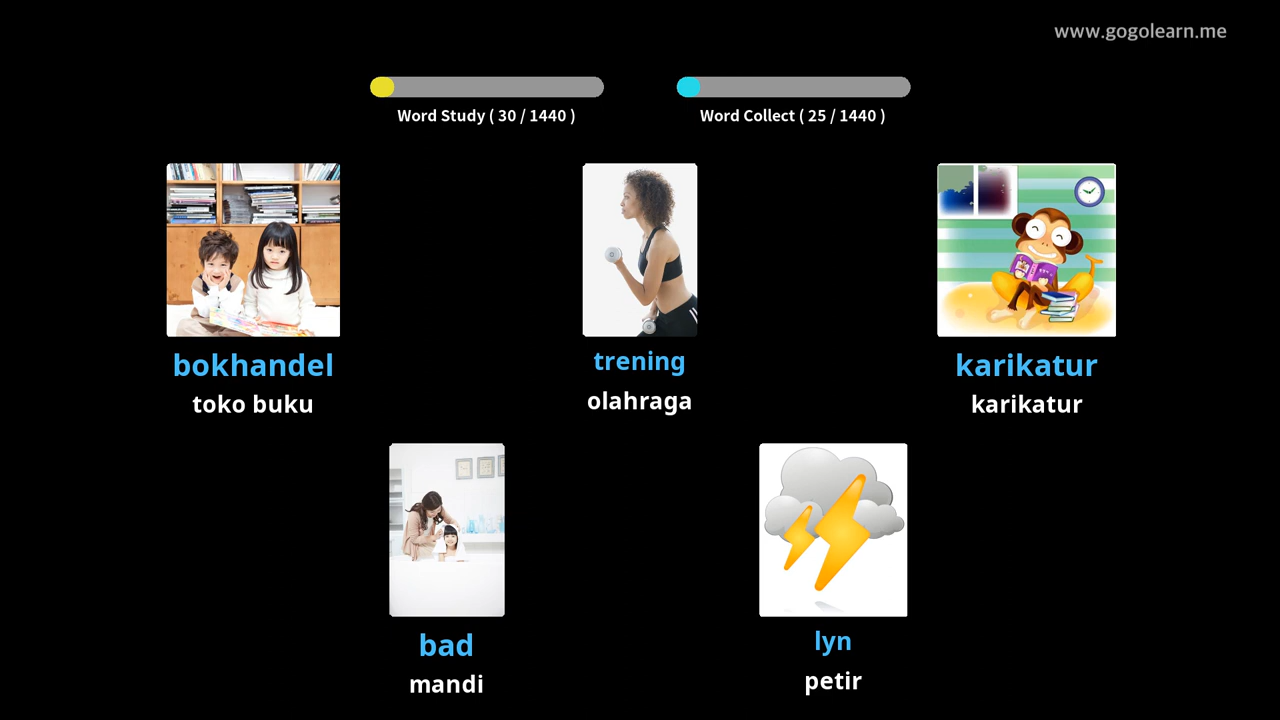 www.gogolearn.me
Word Study ( 30 / 1440 )
Word Collect ( 25 / 1440 )
bokhandel
toko buku
trening
olahraga
karikatur
karikatur
bad
mandi
lyn
petir